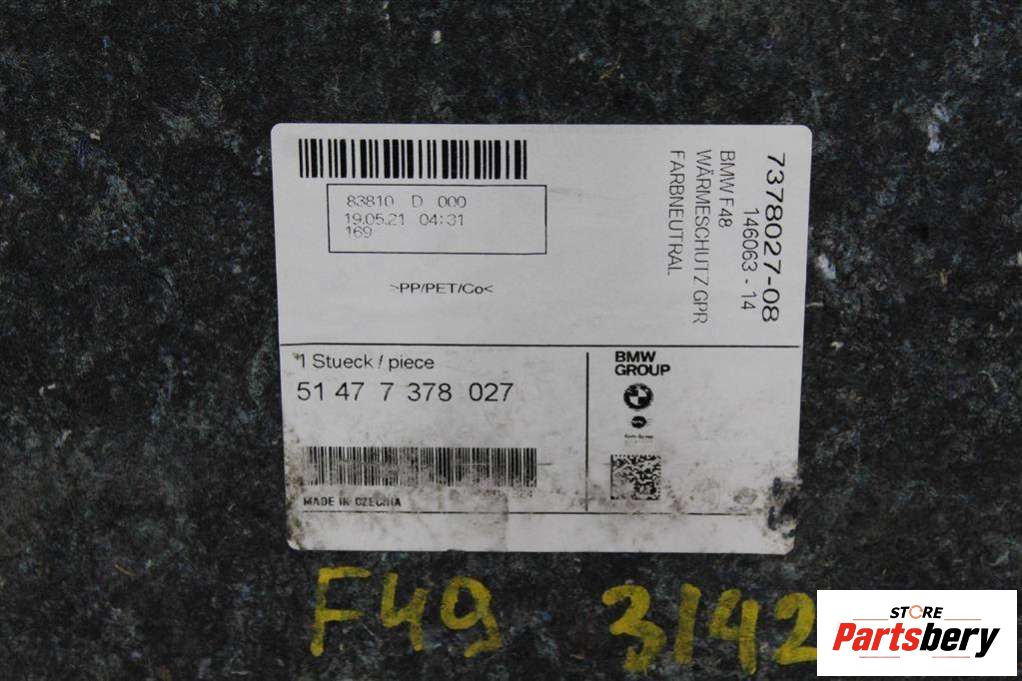 83810 D 000
19.05.21 04:31
169
>PP/PET/Co<
7378027-08
146063 - 14
BMW F48
WÄRMESCHUTZ GPR
FARBNEUTRAL
1 Stueck / piece
51 47 7 378 027
BMW
GROUP
MADE IN CZECHIA
F49 3142
STORE
Partsbery